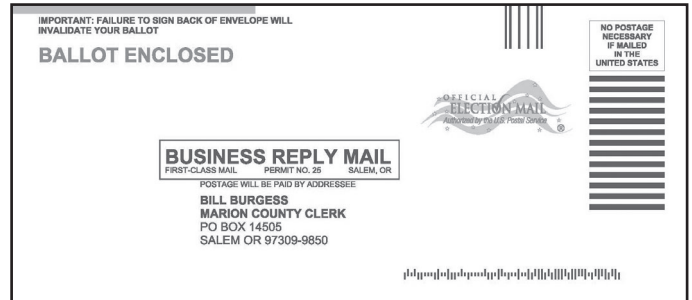 IMPORTANT: FAILURE TO SIGN BACK OF ENVELOPE WILL
INVALIDATE YOUR BALLOT
BALLOT ENCLOSED
NO POSTAGE
NECESSARY
IF MAILED
IN THE
UNITED STATES
OFFICIAL
ELECTION MAIL
Authorized by the U.S. Postal Service
®
BUSINESS REPLY MAIL
FIRST-CLASS MAIL PERMIT NO. 25 SALEM, OR
POSTAGE WILL BE PAID BY ADDRESSEE
BILL BURGESS
MARION COUNTY CLERK
PO BOX 14505
SALEM OR 97309-9850